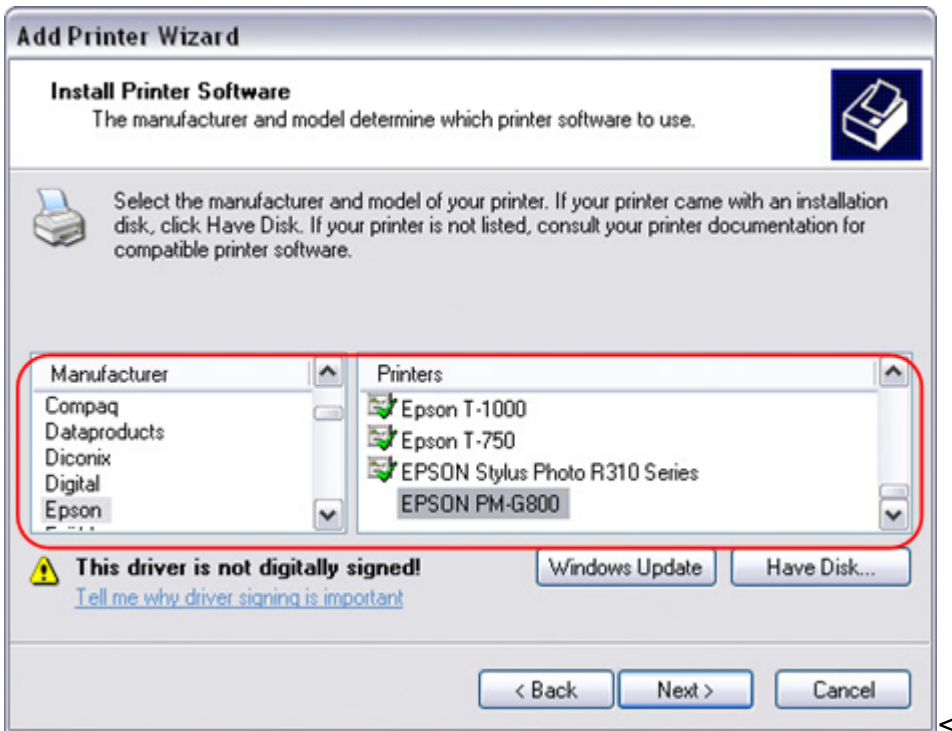 Add Printer Wizard
Install Printer Software
The manufacturer and model determine which printer software to use.
Select the manufacturer and model of your printer. If your printer came with an installation
disk, click Have Disk. If your printer is not listed, consult your printer documentation for
compatible printer software.
Manufacturer
Compaq
Dataproducts
Diconix
Digital
Epson
Printers
Epson T-1000
Epson T-750
EPSON Stylus Photo R310 Series
EPSON PM-G800
This driver is not digitally signed!
Tell me why driver signing is important
Windows Update
Have Disk...
< Back
Next >
Cancel
<